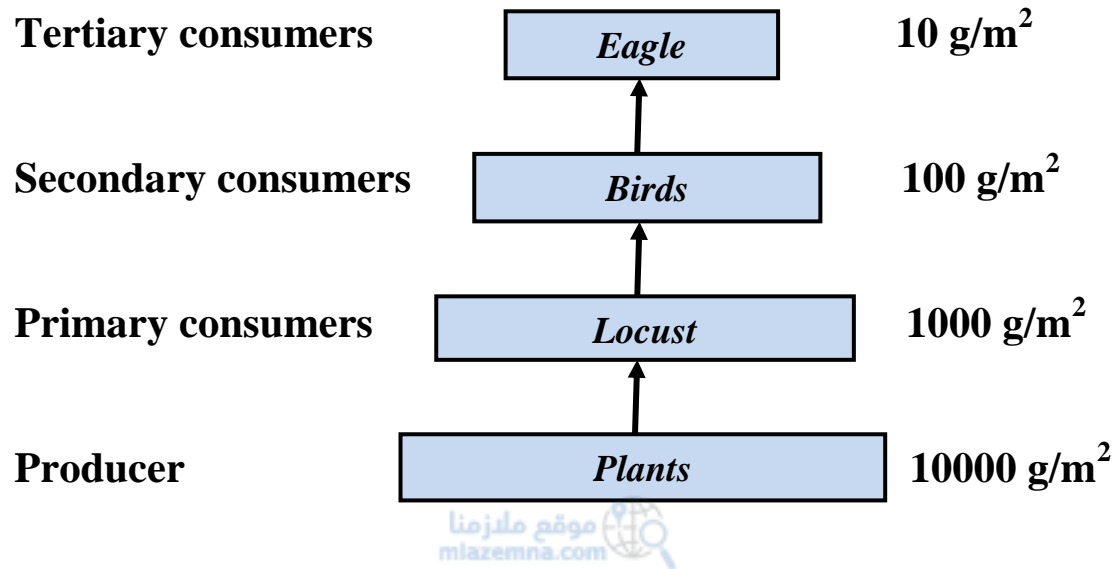 Tertiary consumers Eagle 10 g/m²
Secondary consumers Birds 100 g/m²
Primary consumers Locust 1000 g/m²
Producer Plants 10000 g/m²
موقع ملازمنا
mlazemna.com